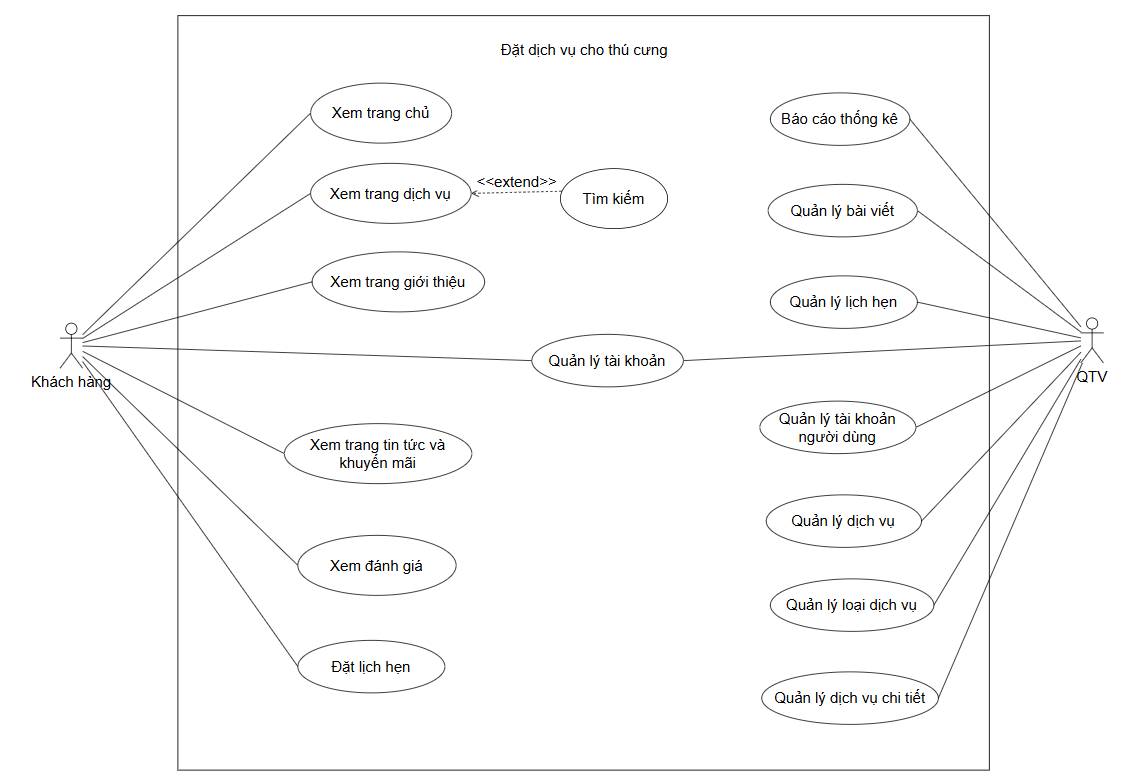 Đặt dịch vụ cho thú cưng
Xem trang chủ
Báo cáo thống kê
Xem trang dịch vụ
<<extend>>
Tìm kiếm
Quản lý bài viết
Xem trang giới thiệu
Quản lý lịch hẹn
Khách hàng
Quản lý tài khoản
QTV
Xem trang tin tức và
khuyến mãi
Quản lý tài khoản
người dùng
Quản lý dịch vụ
Xem đánh giá
Quản lý loại dịch vụ
Đặt lịch hẹn
Quản lý dịch vụ chi tiết